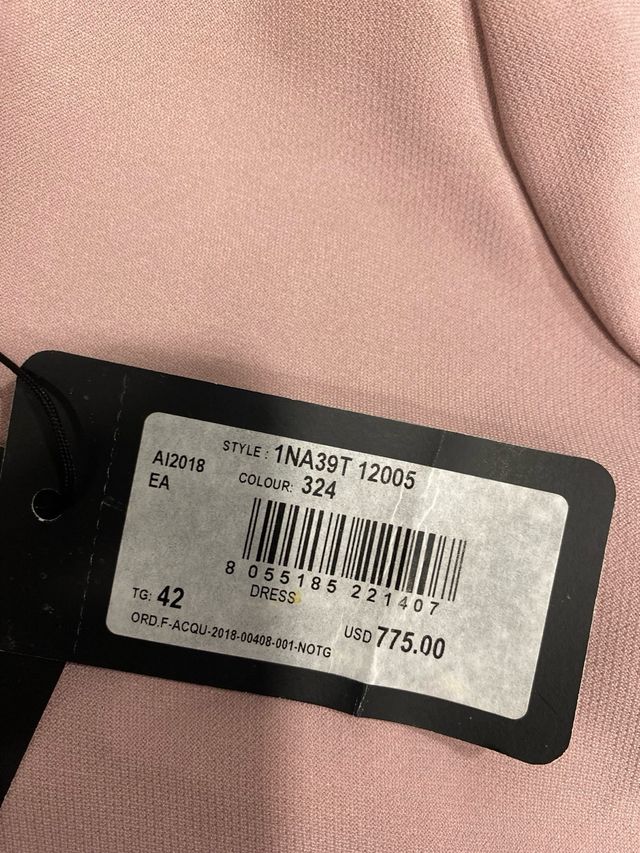 STYLE : 1NA39T 12005
AI2018
COLOUR: 324
EA
8 055185 221407
DRESS
TG: 42
USD 775.00
ORD.F-ACQU-2018-00408-001-NOTG